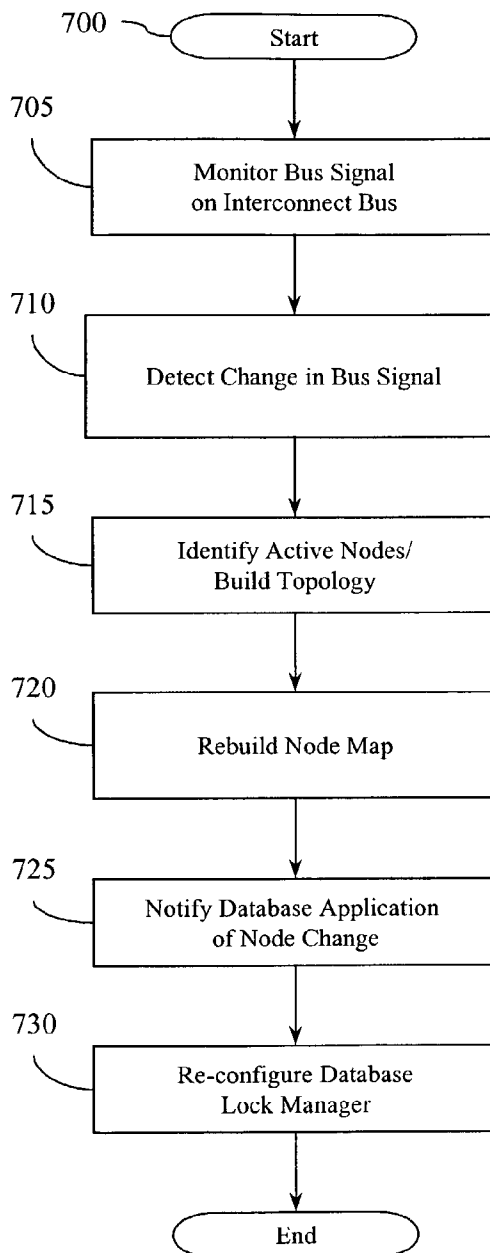 700
Start
705
Monitor Bus Signal
on Interconnect Bus
710
Detect Change in Bus Signal
715
Identify Active Nodes/
Build Topology
720
Rebuild Node Map
725
Notify Database Application
of Node Change
730
Re-configure Database
Lock Manager
End